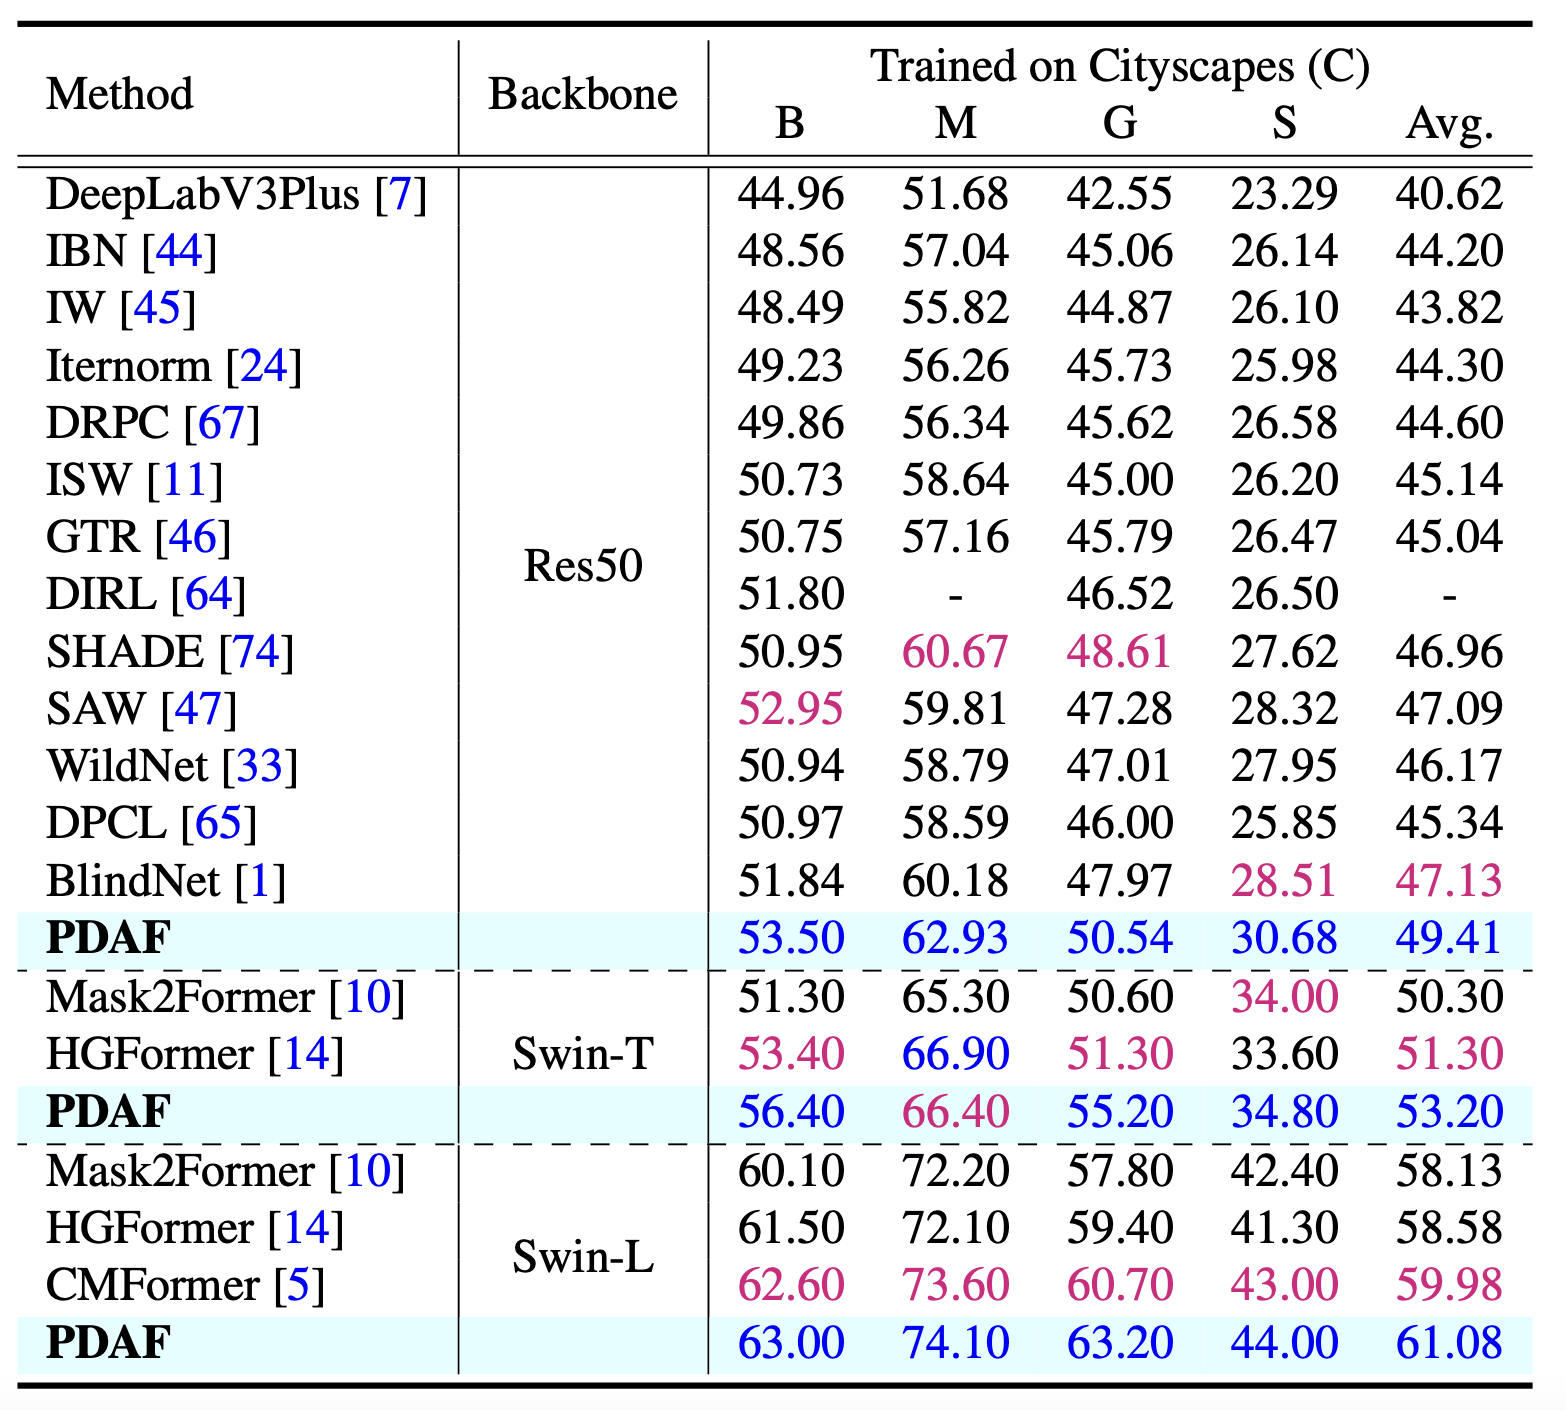 Method Backbone Trained on Cityscapes (C)
B M G S Avg.
DeepLabV3Plus [7] 44.96 51.68 42.55 23.29 40.62
IBN [44] 48.56 57.04 45.06 26.14 44.20
IW [45] 48.49 55.82 44.87 26.10 43.82
Iternorm [24] 49.23 56.26 45.73 25.98 44.30
DRPC [67] 49.86 56.34 45.62 26.58 44.60
ISW [11] 50.73 58.64 45.00 26.20 45.14
GTR [46] 50.75 57.16 45.79 26.47 45.04
Res50
DIRL [64] 51.80 - 46.52 26.50 -
SHADE [74] 50.95 60.67 48.61 27.62 46.96
SAW [47] 52.95 59.81 47.28 28.32 47.09
WildNet [33] 50.94 58.79 47.01 27.95 46.17
DPCL [65] 50.97 58.59 46.00 25.85 45.34
BlindNet [1] 51.84 60.18 47.97 28.51 47.13
PDAF 53.50 62.93 50.54 30.68 49.41
Mask2Former [10] 51.30 65.30 50.60 34.00 50.30
HGFormer [14] Swin-T 53.40 66.90 51.30 33.60 51.30
PDAF 56.40 66.40 55.20 34.80 53.20
Mask2Former [10] 60.10 72.20 57.80 42.40 58.13
HGFormer [14] 61.50 72.10 59.40 41.30 58.58
Swin-L
CMFormer [5] 62.60 73.60 60.70 43.00 59.98
PDAF 63.00 74.10 63.20 44.00 61.08